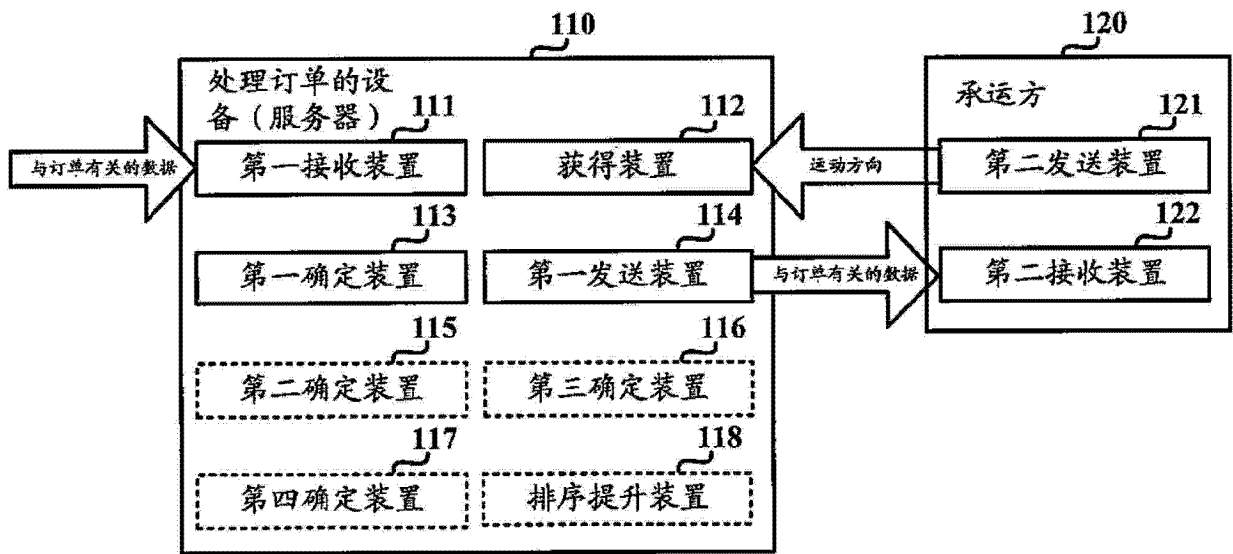 110
120
处理订单的设
备（服务器）
承运方
111
112
121
与订单有关的数据
第一接收装置
获得装置
运动方向
第二发送装置
113
114
122
第一确定装置
第一发送装置
与订单有关的数据
第二接收装置
115
116
第二确定装置
第三确定装置
117
118
第四确定装置
排序提升装置